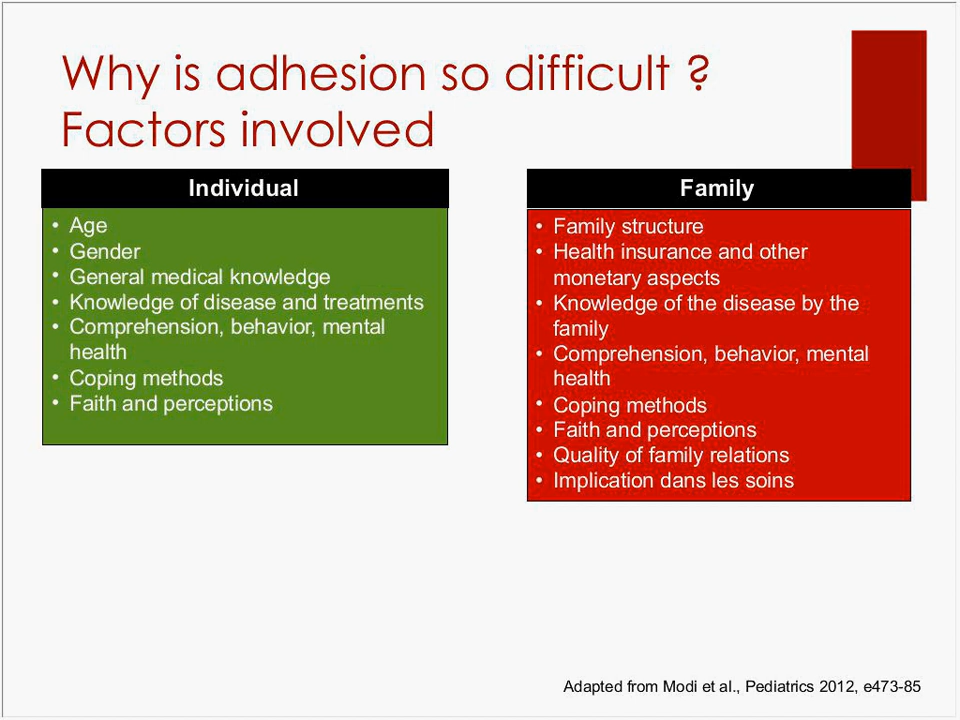 Why is adhesion so difficult ?
Factors involved
Individual
• Age
• Gender
• General medical knowledge
• Knowledge of disease and treatments
• Comprehension, behavior, mental
health
• Coping methods
• Faith and perceptions
Family
• Family structure
• Health insurance and other
monetary aspects
• Knowledge of the disease by the
family
• Comprehension, behavior, mental
health
• Coping methods
• Faith and perceptions
• Quality of family relations
• Implication dans les soins
Adapted from Modi et al., Pediatrics 2012, e473-85